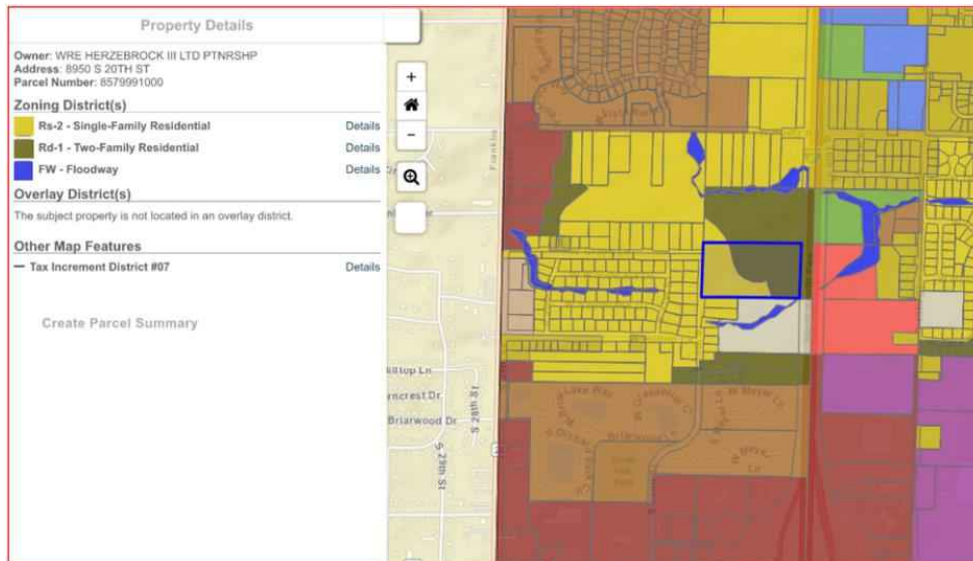 Property Details
Owner: WRE HERZEBROCK III LTD PTNRSHP
Address: 8950 S 20TH ST
Parcel Number: 8579991000
Zoning District(s)
Rs-2 - Single-Family Residential Details
Rd-1 - Two-Family Residential Details
FW - Floodway Details
Overlay District(s)
The subject property is not located in an overlay district.
Other Map Features
Tax Increment District #07 Details
Create Parcel Summary
+
−
Franklin
Hilltop Ln
Briarwood Dr
S 28th St
S 29th St